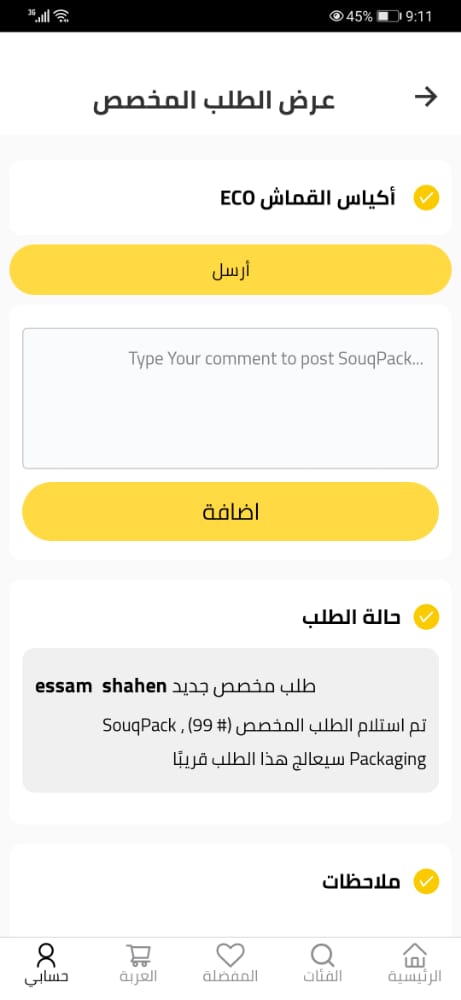 3G 45% 9:11
عرض الطلب المخصص
أكياس القماش ECO
أرسل
Type Your comment to post SouqPack...
اضافة
حالة الطلب
طلب مخصص جديد essam shahen
تم استلام الطلب المخصص (# 99) , SouqPack
Packaging سيعالج هذا الطلب قريبًا
ملاحظات
الرئيسية الفئات المفضلة العربة حسابي